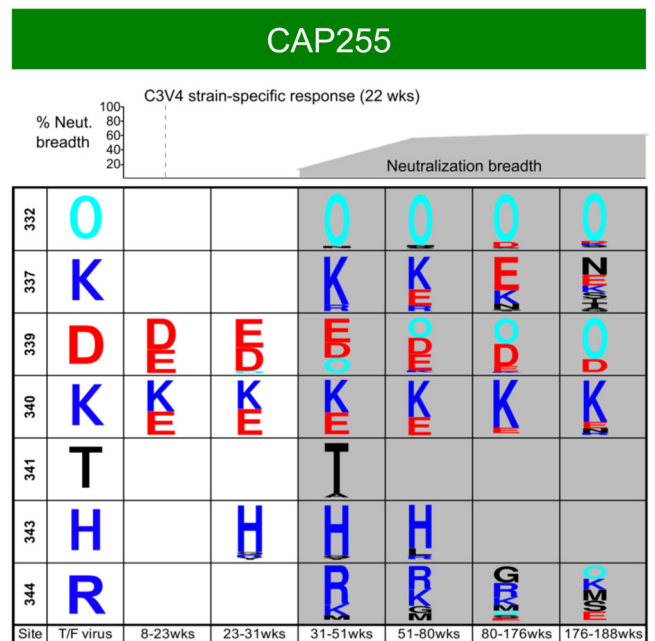 CAP255
C3V4 strain-specific response (22 wks)
% Neut.
breadth
100
80
60
40
20
Neutralization breadth
332 O O O O O
337 K K K R K E R E K N N E K S I
339 D D E E D E D O O D E O D O D
340 K K E K E K E K E K E K E N
341 T T
343 H H H H L
344 R R K M R K G M G R K M O K M S E
Site T/F virus 8-23wks 23-31wks 31-51wks 51-80wks 80-176wks 176-188wks